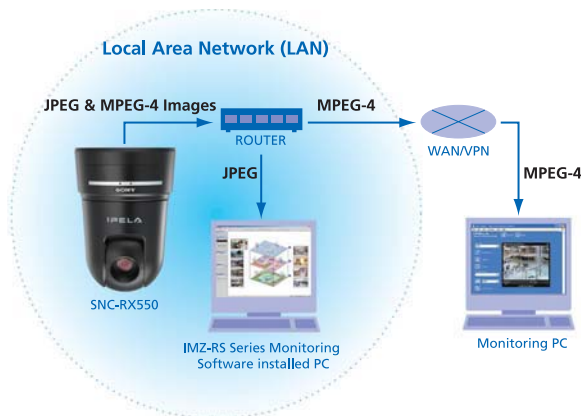 Local Area Network (LAN)
JPEG & MPEG-4 Images
MPEG-4
ROUTER
WAN/VPN
JPEG
MPEG-4
SONY
IPELA
SNC-RX550
IMZ-RS Series Monitoring
Software installed PC
Monitoring PC